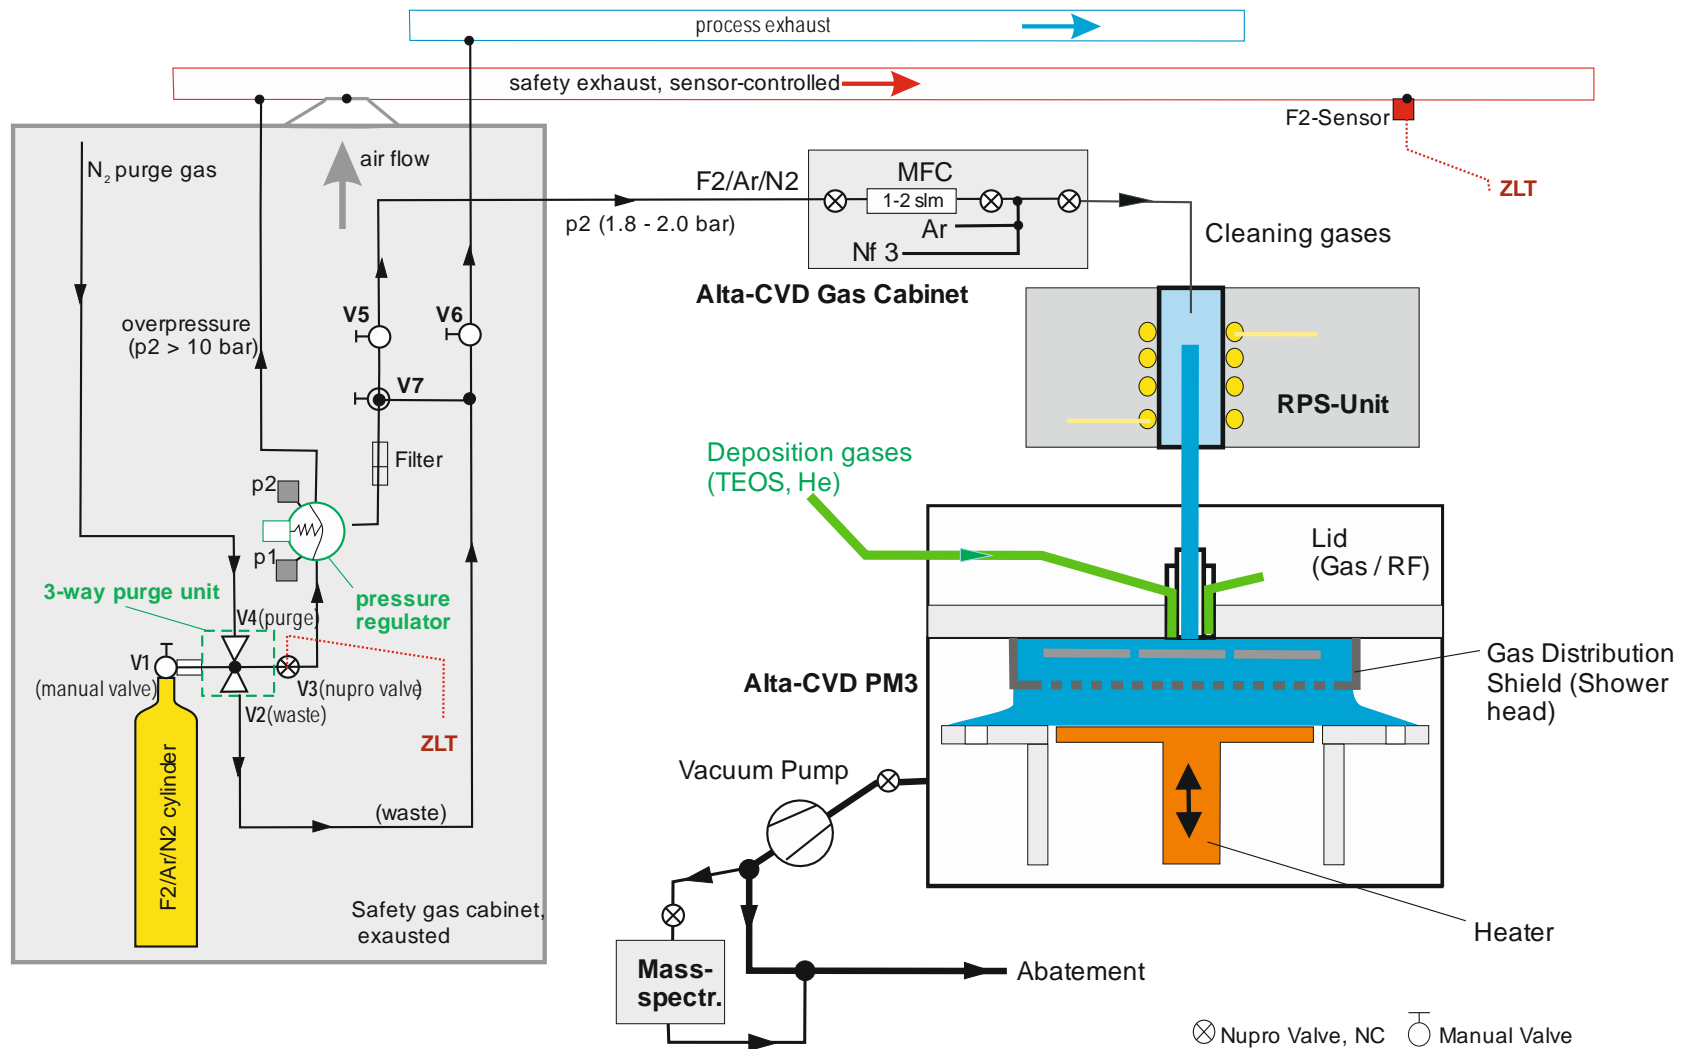 process exhaust
safety exhaust, sensor-controlled
F2-Sensor
ZLT
N2 purge gas
air flow
F2/Ar/N2
p2 (1.8 - 2.0 bar)
MFC
1-2 slm
Ar
Nf 3
Alta-CVD Gas Cabinet
Cleaning gases
overpressure
(p2 > 10 bar)
V5
V6
V7
Filter
RPS-Unit
Deposition gases
(TEOS, He)
p2
p1
Lid
(Gas / RF)
3-way purge unit
pressure
regulator
V4(purge)
V1
(manual valve)
V3(nupro valve)
V2(waste)
ZLT
Alta-CVD PM3
Gas Distribution
Shield (Shower
head)
Vacuum Pump
(waste)
F2/Ar/N2 cylinder
Safety gas cabinet,
exausted
Heater
Mass-
spectr.
Abatement
Nupro Valve, NC
Manual Valve